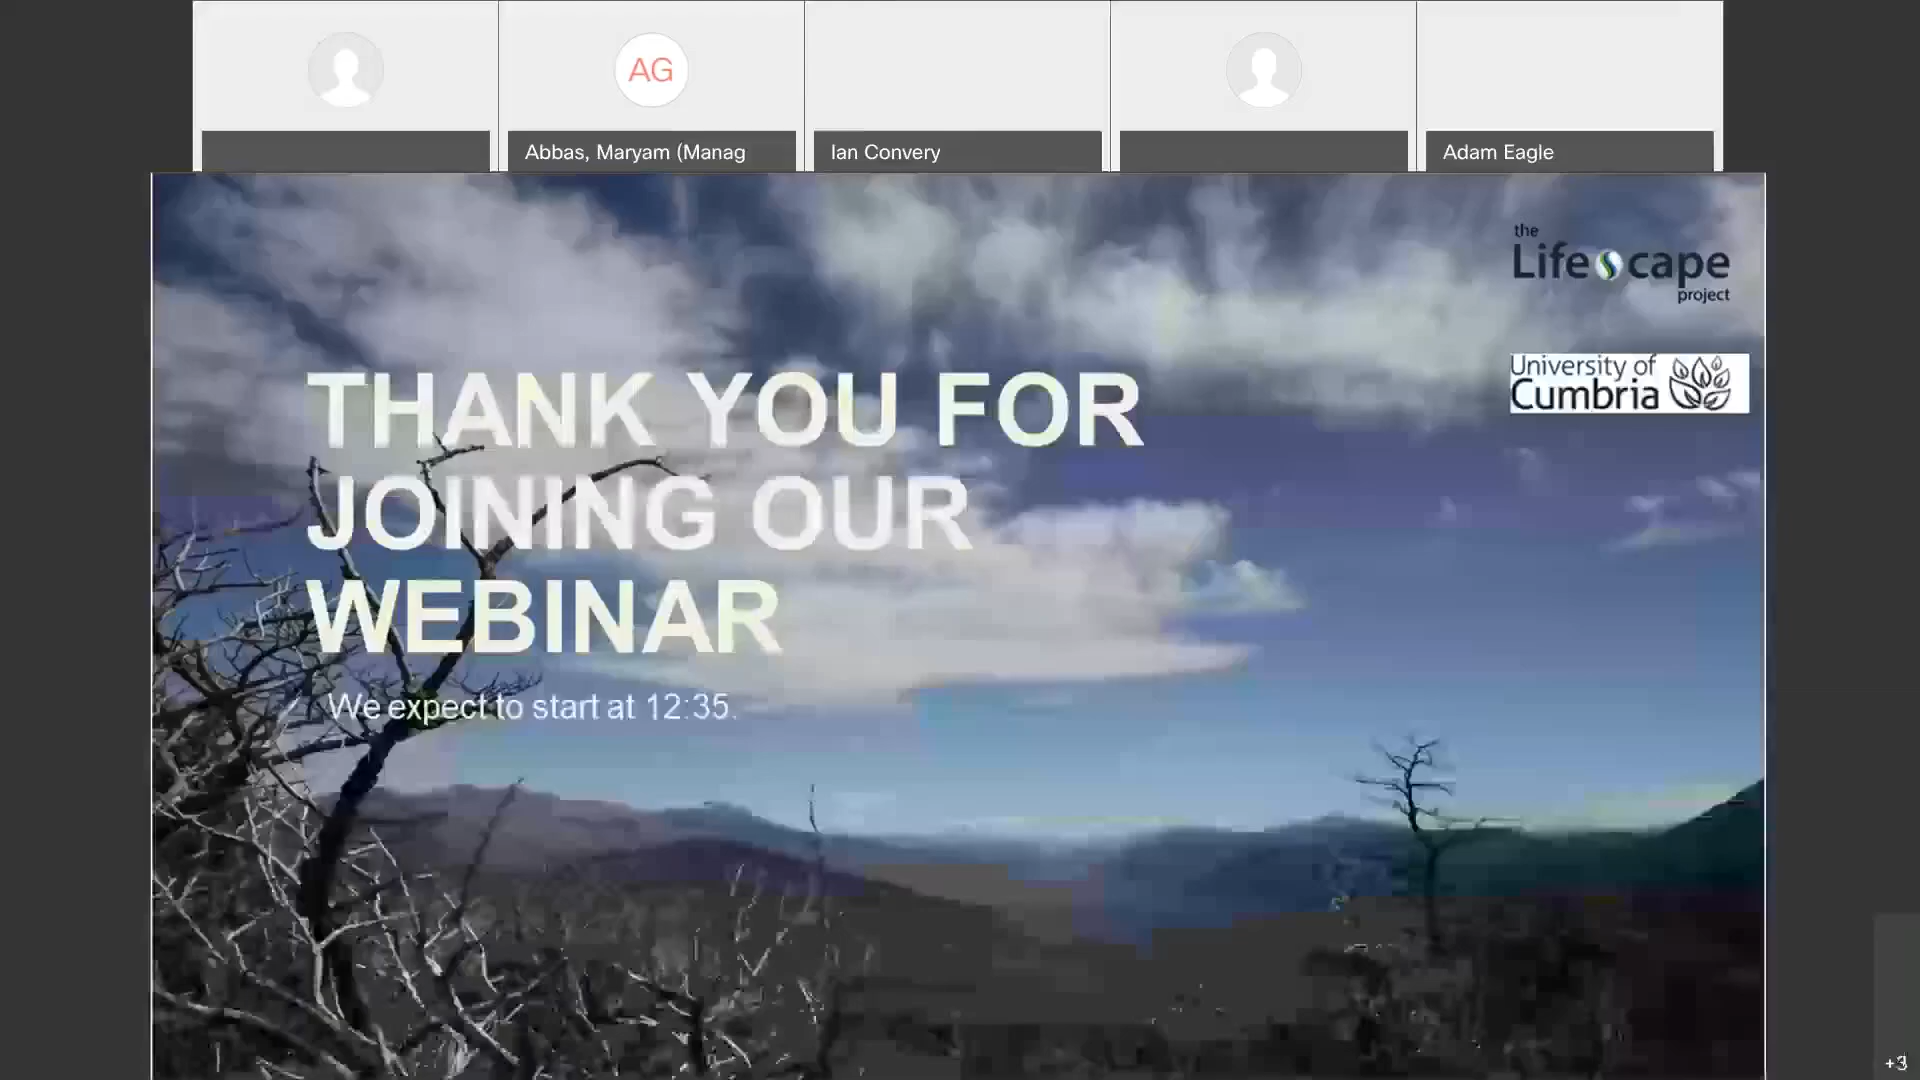 AG
Abbas, Maryam (Manag
Ian Convery
Adam Eagle
the
Lifescape
project
University of
Cumbria
THANK YOU FOR
JOINING OUR
WEBINAR
We expect to start at 12:35.
+3